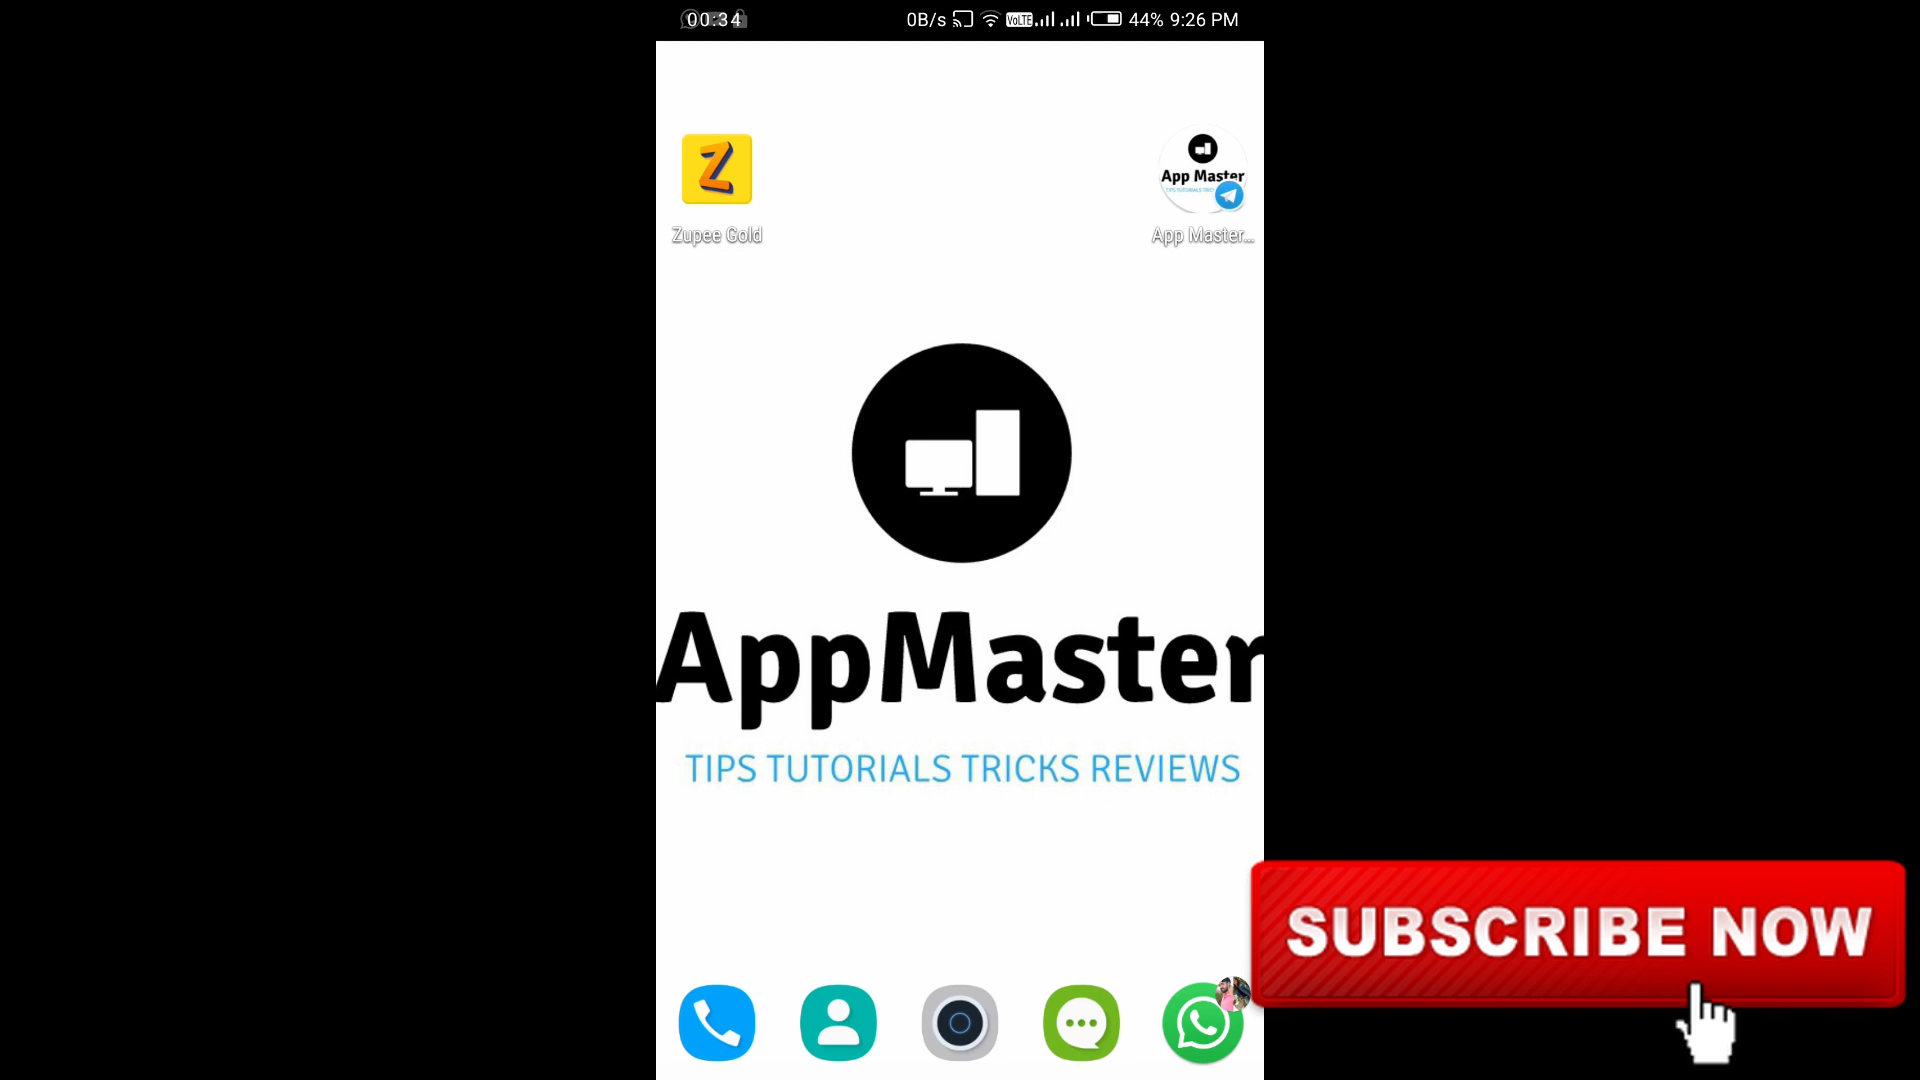 00:34 0B/s VoLTE 44% 9:26 PM
Z
App Master
Zupee Gold
App Master...
AppMaster
TIPS TUTORIALS TRICKS REVIEWS
SUBSCRIBE NOW